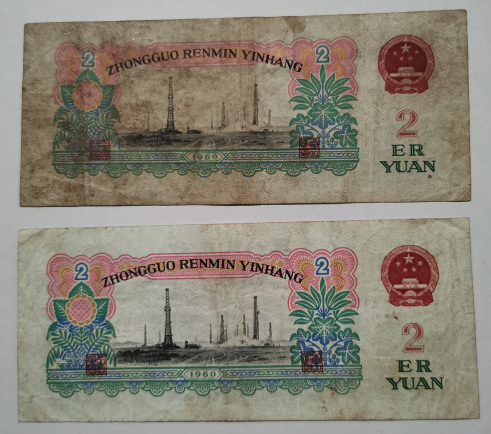 2 ZHONGGUO RENMIN YINHANG 2
2
ER
YUAN
1960
2 ZHONGGUO RENMIN YINHANG 2
2
ER
YUAN
1960